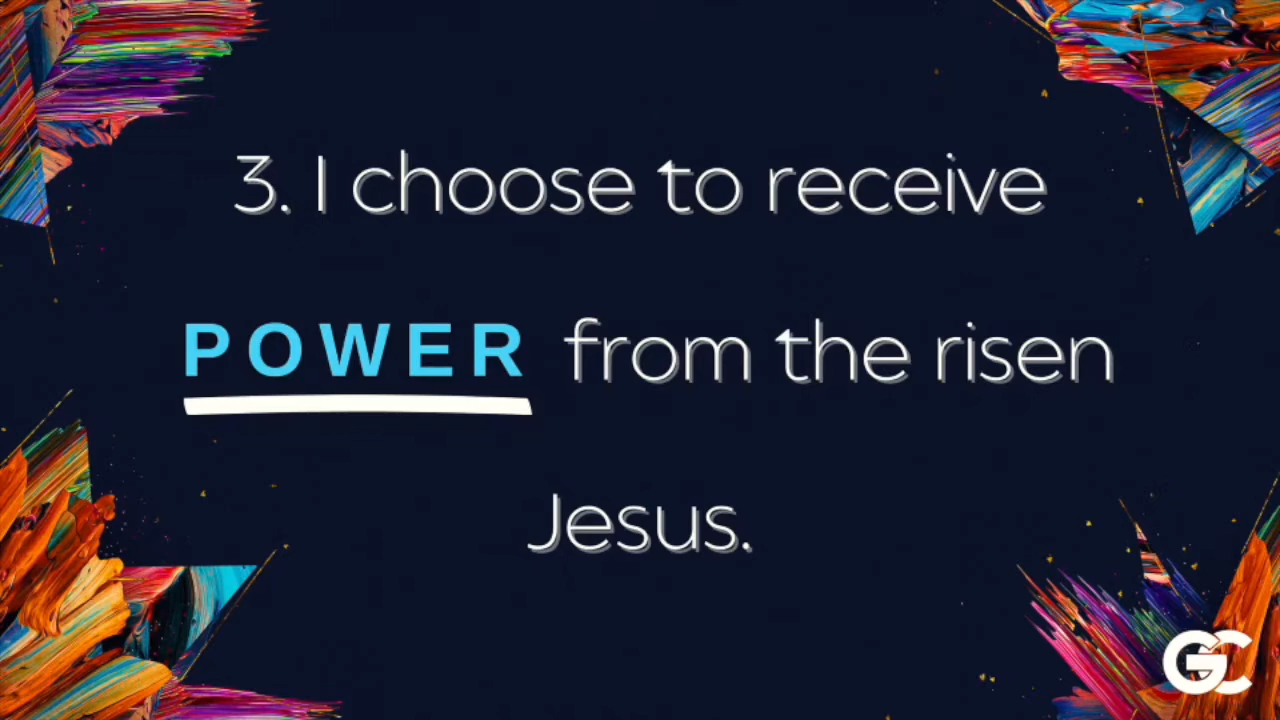 3. I choose to receive
POWER from the risen
Jesus.
GC